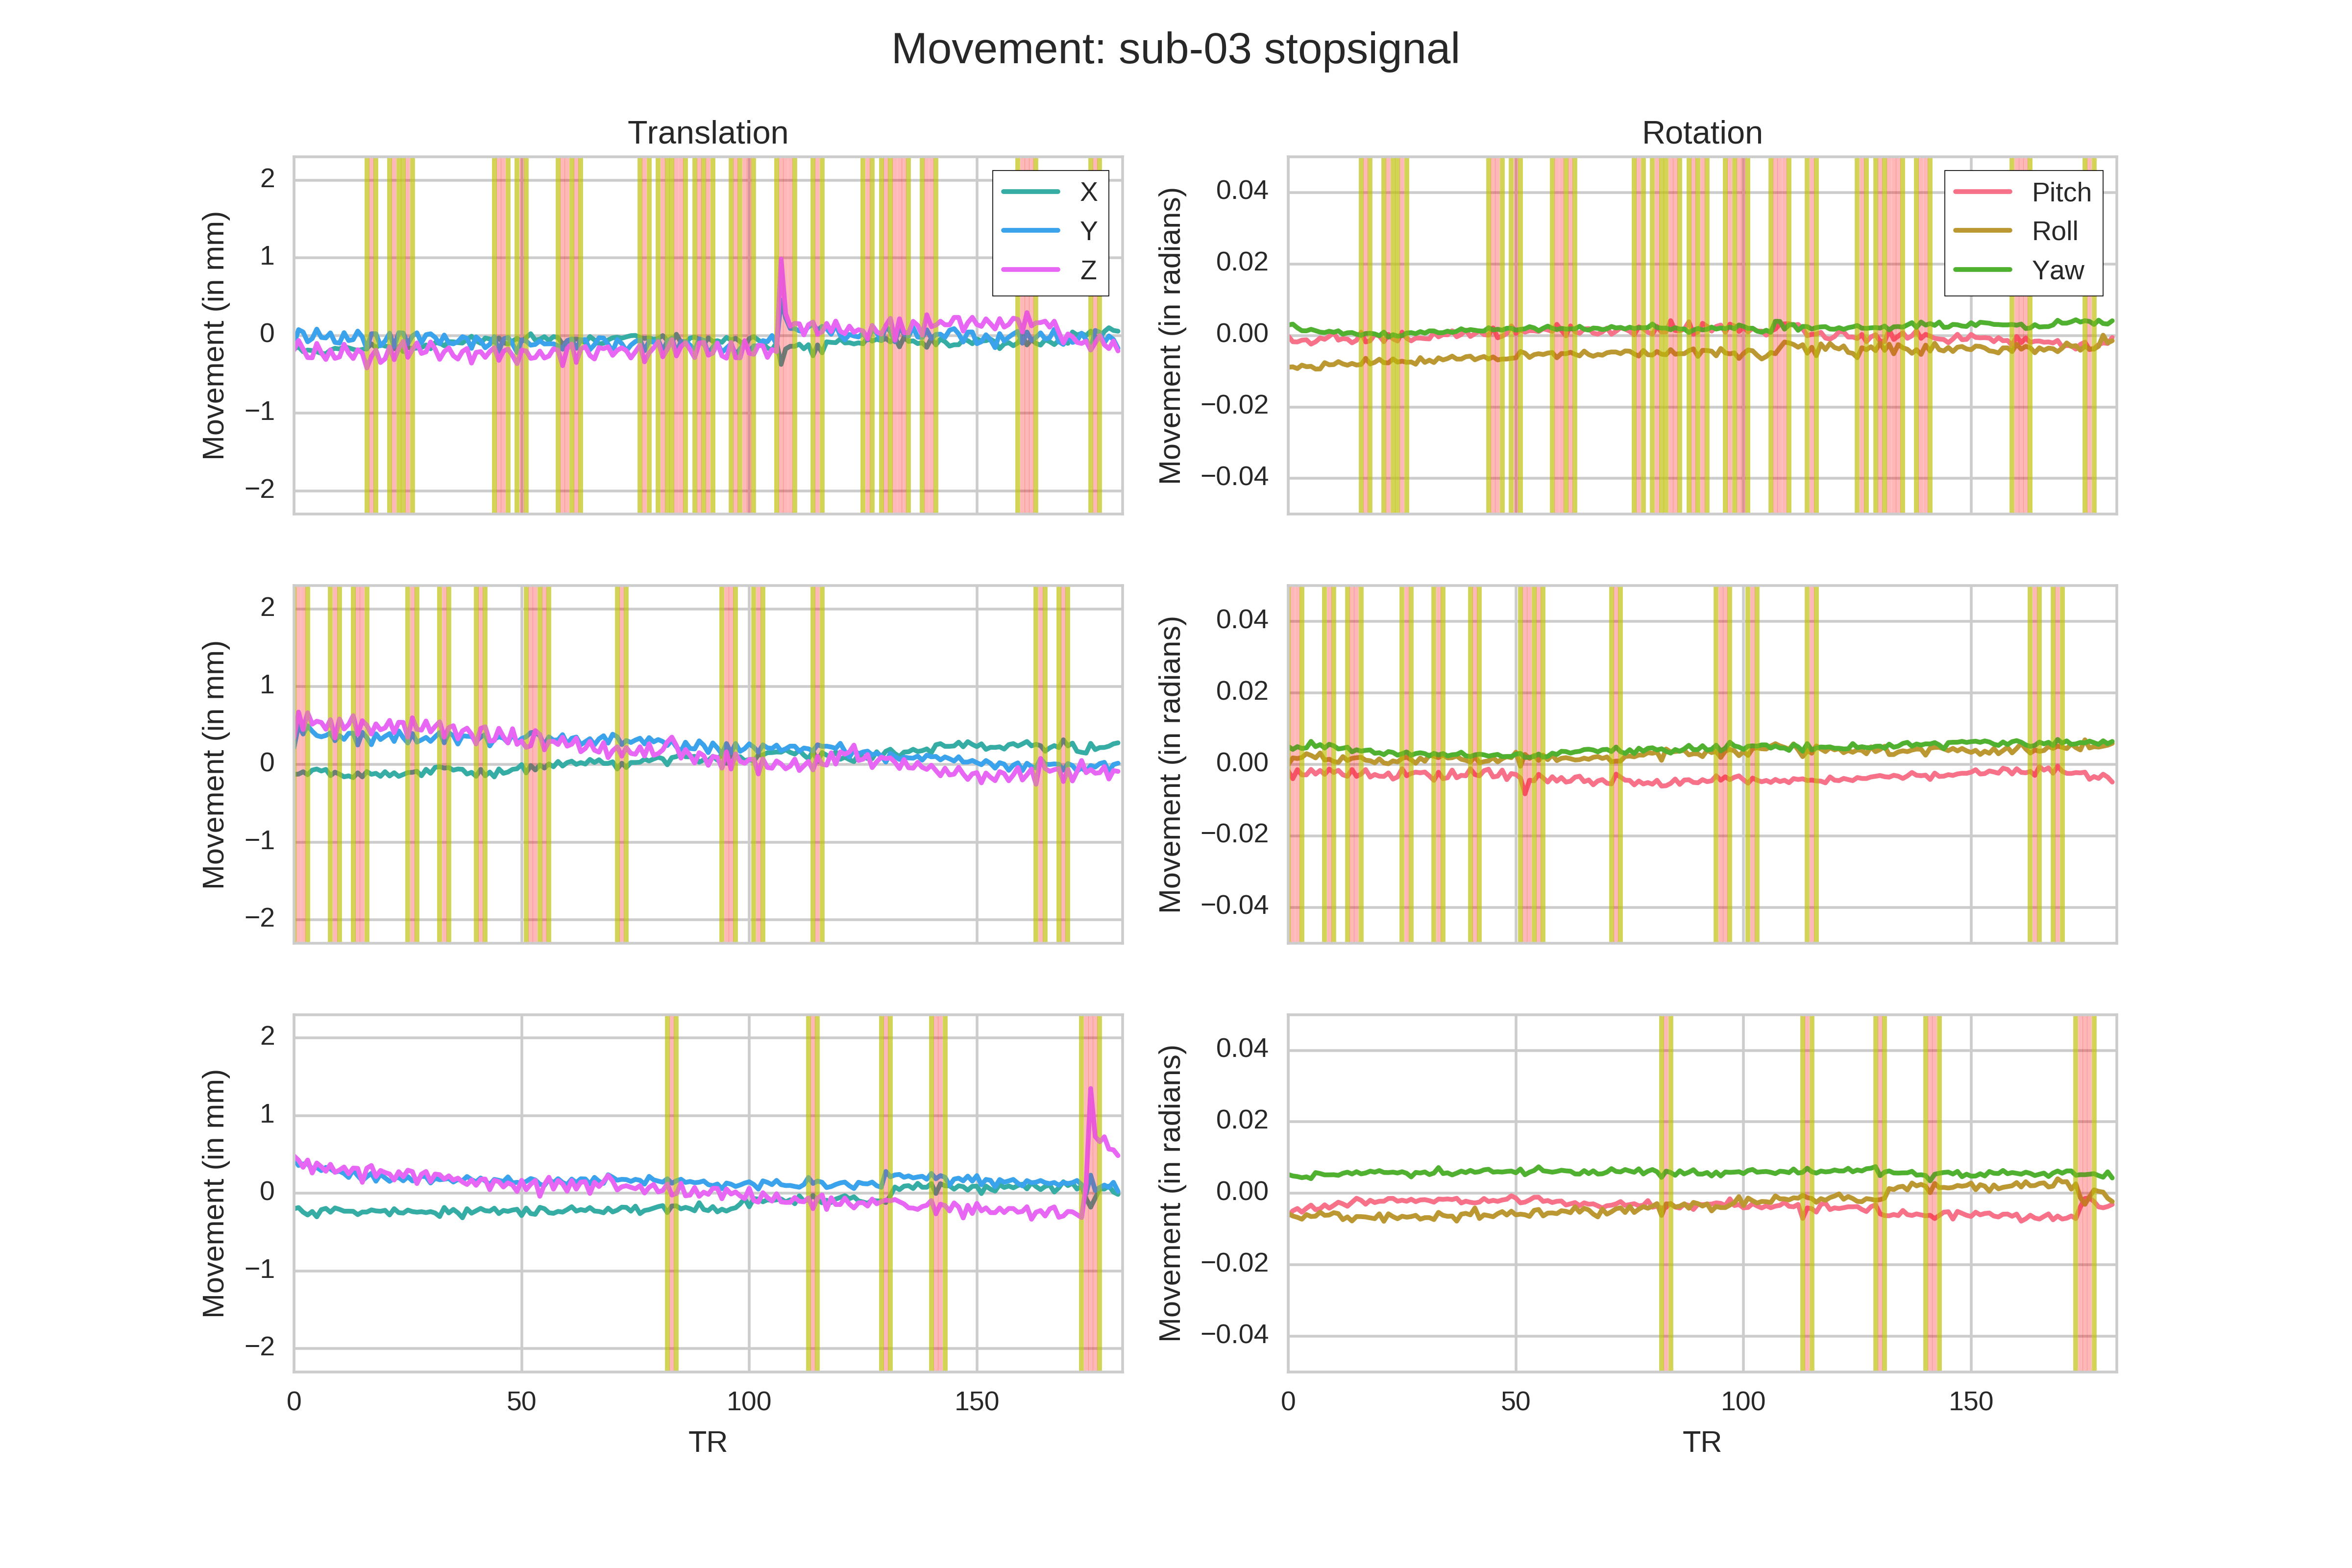 Movement: sub-03 stopsignal
Translation
Rotation
Movement (in mm)
2
1
0
−1
−2
X
Y
Z
Movement (in radians)
0.04
0.02
0.00
−0.02
−0.04
Pitch
Roll
Yaw
Movement (in mm)
2
1
0
−1
−2
Movement (in radians)
0.04
0.02
0.00
−0.02
−0.04
Movement (in mm)
2
1
0
−1
−2
0 50 100 150
TR
Movement (in radians)
0.04
0.02
0.00
−0.02
−0.04
0 50 100 150
TR